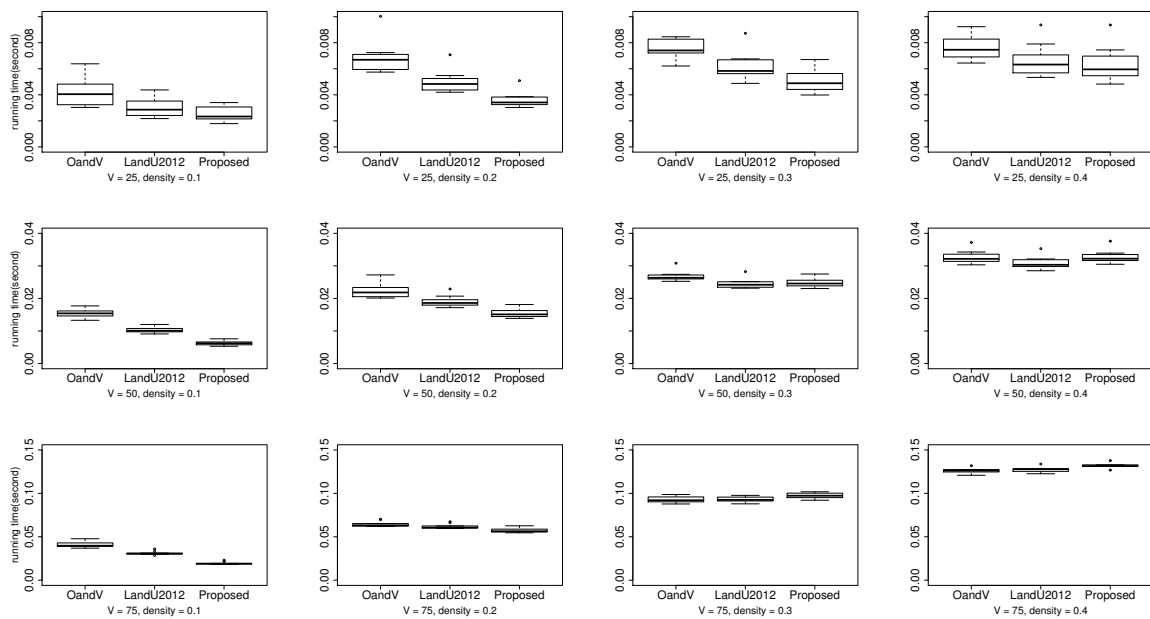 running time(second)
0.000 0.004 0.008
OandV LandU2012 Proposed
V = 25, density = 0.1
0.000 0.004 0.008
OandV LandU2012 Proposed
V = 25, density = 0.2
0.000 0.004 0.008
OandV LandU2012 Proposed
V = 25, density = 0.3
0.000 0.004 0.008
OandV LandU2012 Proposed
V = 25, density = 0.4
running time(second)
0.00 0.02 0.04
OandV LandU2012 Proposed
V = 50, density = 0.1
0.00 0.02 0.04
OandV LandU2012 Proposed
V = 50, density = 0.2
0.00 0.02 0.04
OandV LandU2012 Proposed
V = 50, density = 0.3
0.00 0.02 0.04
OandV LandU2012 Proposed
V = 50, density = 0.4
running time(second)
0.00 0.05 0.10 0.15
OandV LandU2012 Proposed
V = 75, density = 0.1
0.00 0.05 0.10 0.15
OandV LandU2012 Proposed
V = 75, density = 0.2
0.00 0.05 0.10 0.15
OandV LandU2012 Proposed
V = 75, density = 0.3
0.00 0.05 0.10 0.15
OandV LandU2012 Proposed
V = 75, density = 0.4